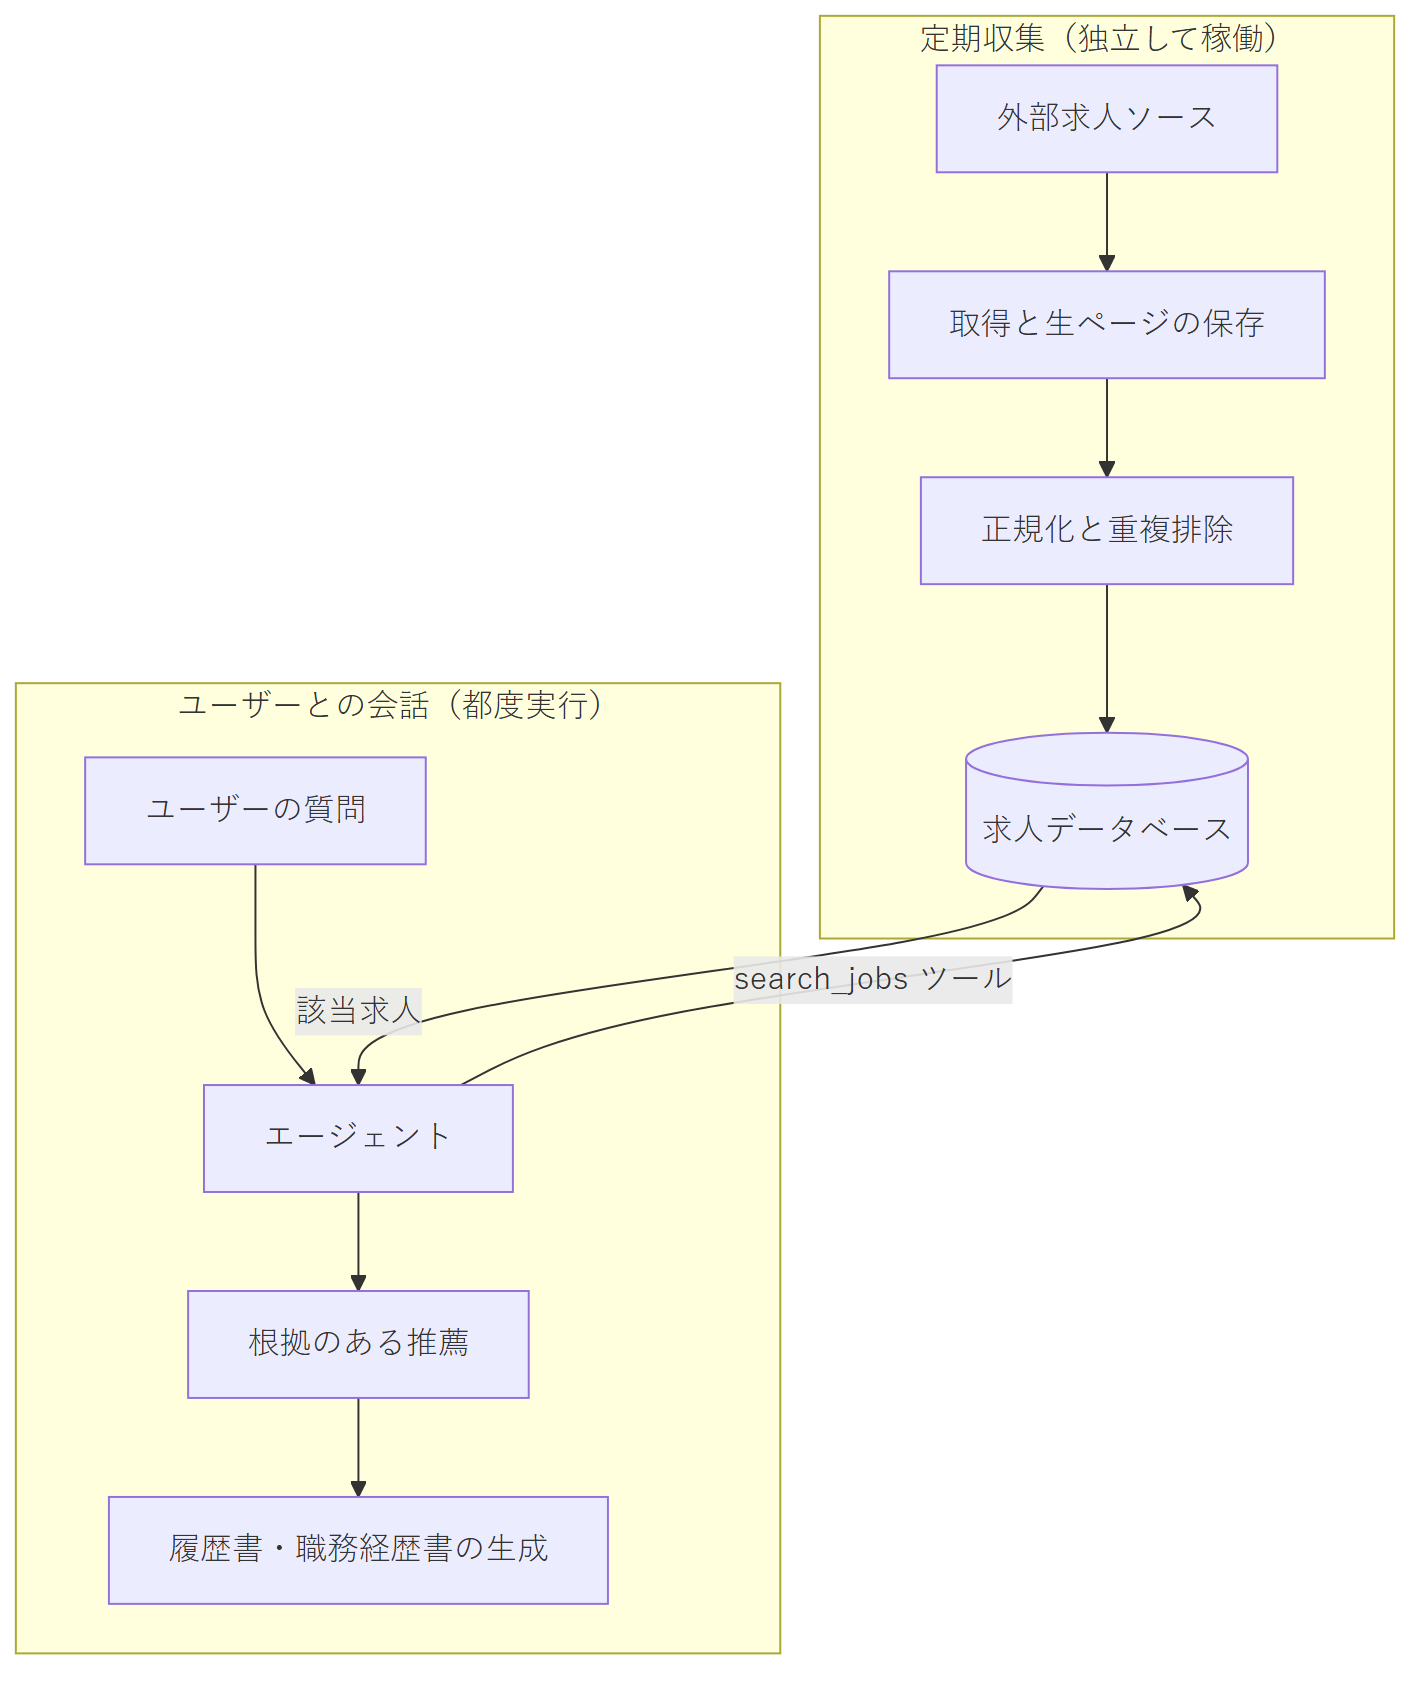 定期収集（独立して稼働）
外部求人ソース
取得と生ページの保存
正規化と重複排除
求人データベース
ユーザーとの会話（都度実行）
ユーザーの質問
search_jobs ツール
該当求人
エージェント
根拠のある推薦
履歴書・職務経歴書の生成